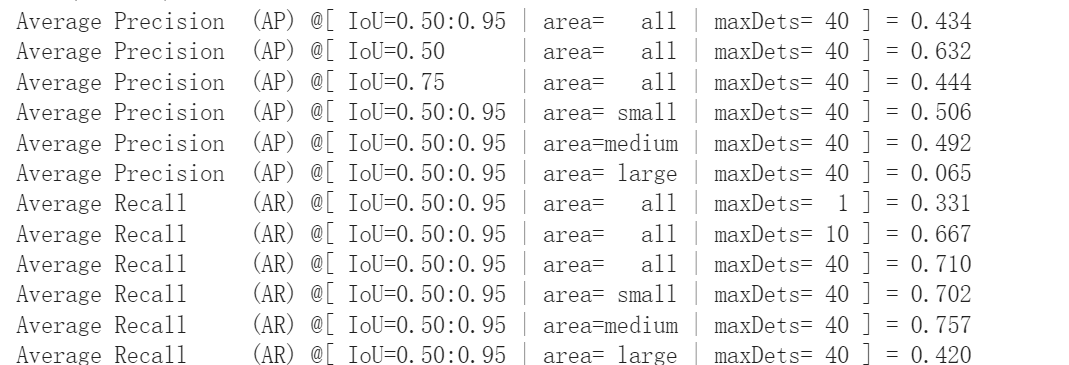 Average Precision  (AP) @[ IoU=0.50:0.95 | area=   all | maxDets= 40 ] = 0.434
Average Precision  (AP) @[ IoU=0.50      | area=   all | maxDets= 40 ] = 0.632
Average Precision  (AP) @[ IoU=0.75      | area=   all | maxDets= 40 ] = 0.444
Average Precision  (AP) @[ IoU=0.50:0.95 | area= small | maxDets= 40 ] = 0.506
Average Precision  (AP) @[ IoU=0.50:0.95 | area=medium | maxDets= 40 ] = 0.492
Average Precision  (AP) @[ IoU=0.50:0.95 | area= large | maxDets= 40 ] = 0.065
Average Recall     (AR) @[ IoU=0.50:0.95 | area=   all | maxDets=  1 ] = 0.331
Average Recall     (AR) @[ IoU=0.50:0.95 | area=   all | maxDets= 10 ] = 0.667
Average Recall     (AR) @[ IoU=0.50:0.95 | area=   all | maxDets= 40 ] = 0.710
Average Recall     (AR) @[ IoU=0.50:0.95 | area= small | maxDets= 40 ] = 0.702
Average Recall     (AR) @[ IoU=0.50:0.95 | area=medium | maxDets= 40 ] = 0.757
Average Recall     (AR) @[ IoU=0.50:0.95 | area= large | maxDets= 40 ] = 0.420